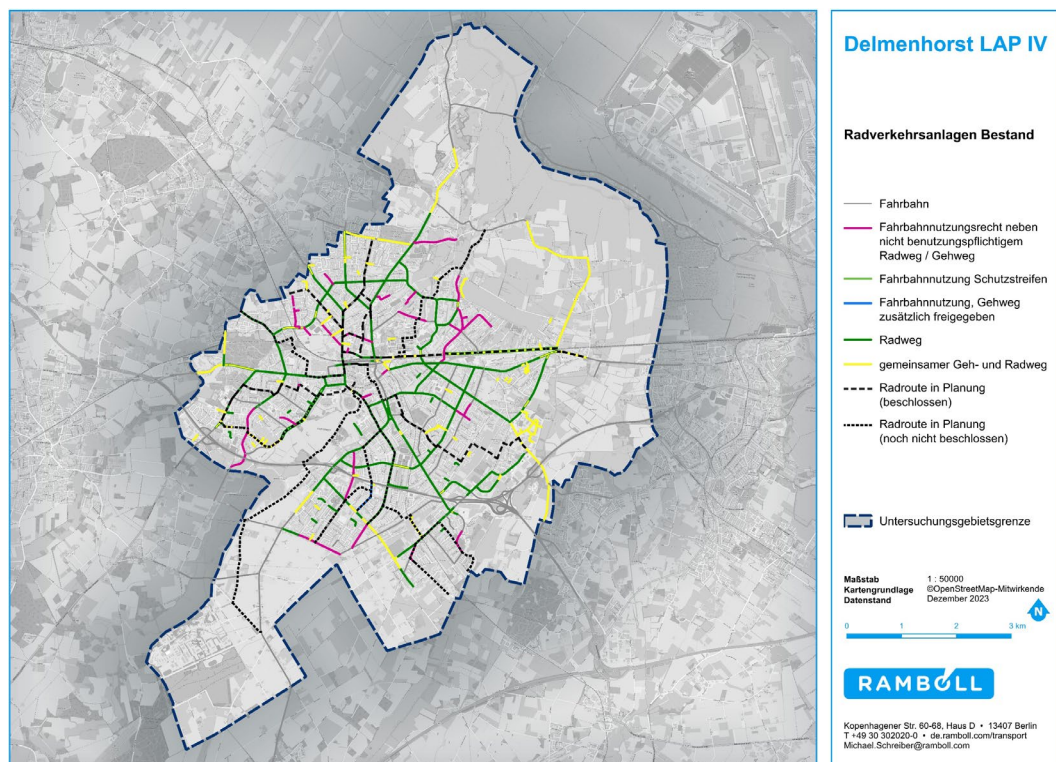 Delmenhorst LAP IV
Radverkehrsanlagen Bestand
Fahrbahn
Fahrbahnnutzungsrecht neben
nicht benutzungspflichtigem
Radweg / Gehweg
Fahrbahnnutzung Schutzstreifen
Fahrbahnnutzung, Gehweg
zusätzlich freigegeben
Radweg
gemeinsamer Geh- und Radweg
Radroute in Planung
(beschlossen)
Radroute in Planung
(noch nicht beschlossen)
Untersuchungsgebietsgrenze
Maßstab 1 : 50000
Kartengrundlage ©OpenStreetMap-Mitwirkende
Datenstand Dezember 2023
N
0 1 2 3 km
RAMBOLL
Kopenhagener Str. 60-68, Haus D • 13407 Berlin
T +49 30 302020-0 • de.ramboll.com/transport
Michael.Schreiber@ramboll.com